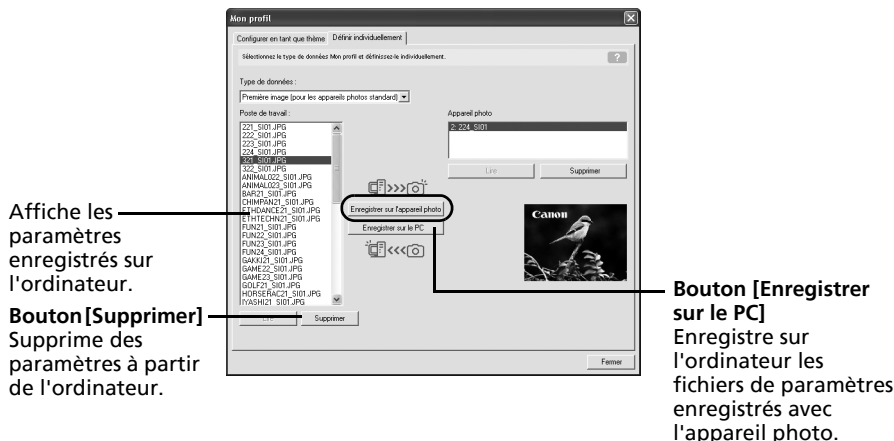 Mon profil
Configurer en tant que thème
Définir individuellement
Sélectionnez le type de données Mon profil et définissez-le individuellement.
?
Type de données :
Première image (pour les appareils photos standard)
Poste de travail :
221_SI01.JPG
222_SI01.JPG
223_SI01.JPG
224_SI01.JPG
321_SI01.JPG
322_SI01.JPG
ANIMALO22_SI01.JPG
ANIMALO23_SI01.JPG
BAR21_SI01.JPG
CHIMPAN21_SI01.JPG
ETHDANCE21_SI01.JPG
ETHTECHN21_SI01.JPG
FUN21_SI01.JPG
FUN22_SI01.JPG
FUN23_SI01.JPG
FUN24_SI01.JPG
GAKKI21_SI01.JPG
GAME22_SI01.JPG
GAME23_SI01.JPG
GOLF21_SI01.JPG
HORSERAC21_SI01.JPG
IYASHI21_SI01.JPG
Lire
Supprimer
>>>
Enregistrer sur l'appareil photo
Enregistrer sur le PC
<<<
Appareil photo
2: 224_SI01
Lire
Supprimer
Canon
Fermer
Affiche les
paramètres
enregistrés sur
l'ordinateur.
Bouton [Supprimer]
Supprime des
paramètres à partir
de l'ordinateur.
Bouton [Enregistrer
sur le PC]
Enregistre sur
l'ordinateur les
fichiers de paramètres
enregistrés avec
l'appareil photo.